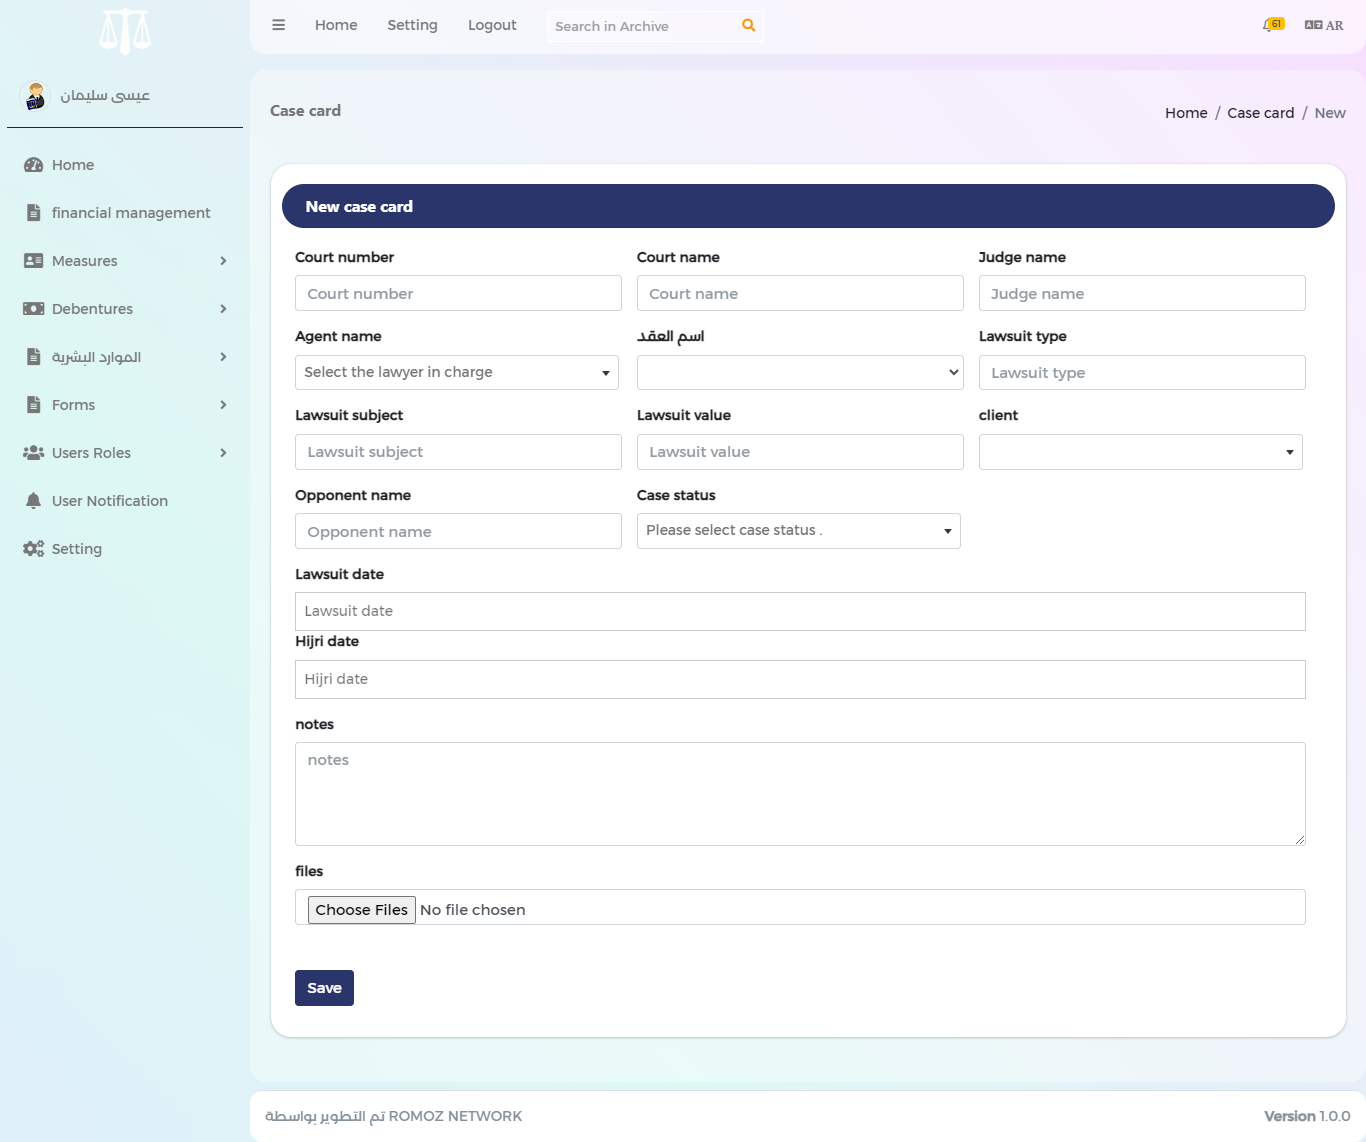 Home
Setting
Logout
Search in Archive
61
AR
عيسى سليمان
Home
financial management
Measures
Debentures
الموارد البشرية
Forms
Users Roles
User Notification
Setting
Case card
Home / Case card / New
New case card
Court number
Court name
Judge name
Court number
Court name
Judge name
Agent name
اسم العقد
Lawsuit type
Select the lawyer in charge
Lawsuit type
Lawsuit subject
Lawsuit value
client
Lawsuit subject
Lawsuit value
Opponent name
Case status
Opponent name
Please select case status .
Lawsuit date
Lawsuit date
Hijri date
Hijri date
notes
notes
files
Choose Files No file chosen
Save
تم التطوير بواسطة ROMOZ NETWORK
Version 1.0.0